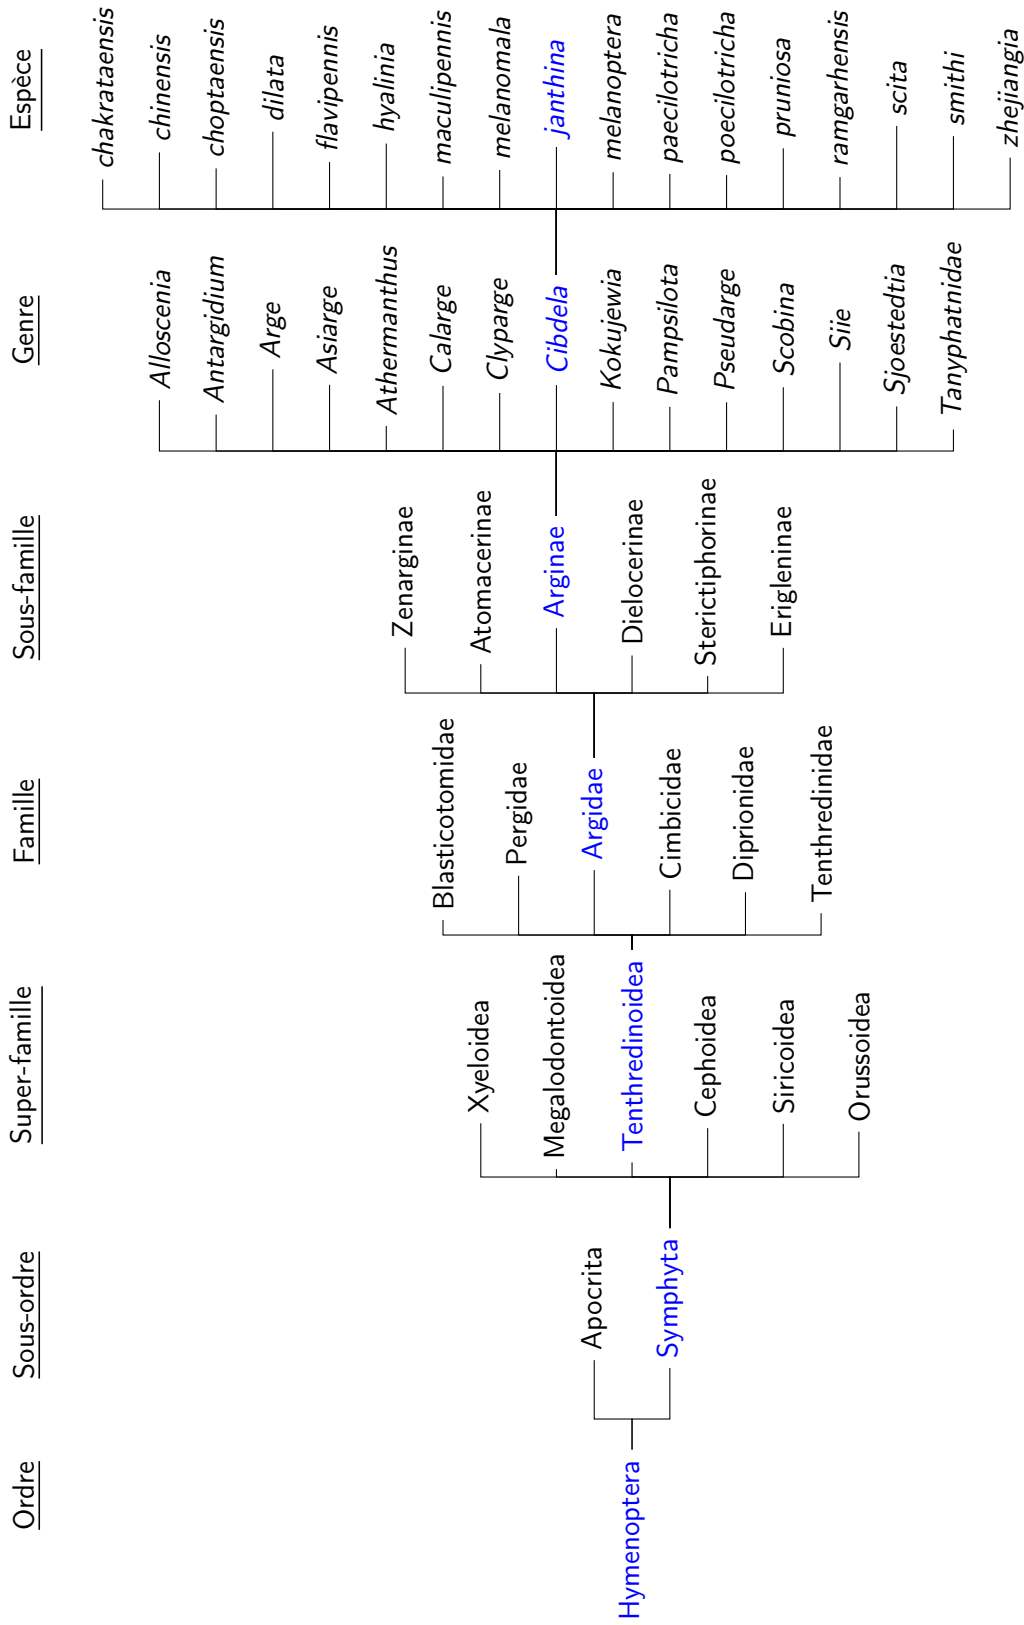 Ordre
Sous-ordre
Super-famille
Famille
Sous-famille
Genre
Espèce
Hymenoptera
Apocrita
Symphyta
Xyeloidea
Megalodontoidea
Tenthredinoidea
Cephoidea
Siricoidea
Orussoidea
Blasticotomidae
Pergidae
Argidae
Cimbicidae
Diprionidae
Tenthredinidae
Zenarginae
Atomacerinae
Arginae
Dielocerinae
Sterictiphorinae
Erigleninae
Alloscenia
Antargidium
Arge
Asiarge
Athermanthus
Calarge
Clyparge
Cibdela
Kokujewia
Pampsilota
Pseudarge
Scobina
Sjie
Sjoestedtia
Tanyphatnidae
chakrataensis
chinensis
choptaensis
dilata
flavipennis
hyalinia
maculipennis
melanomala
janthina
melanoptera
paecilotricha
poecilotricha
pruniosa
ramgarhensis
scita
smithi
zhejiangia